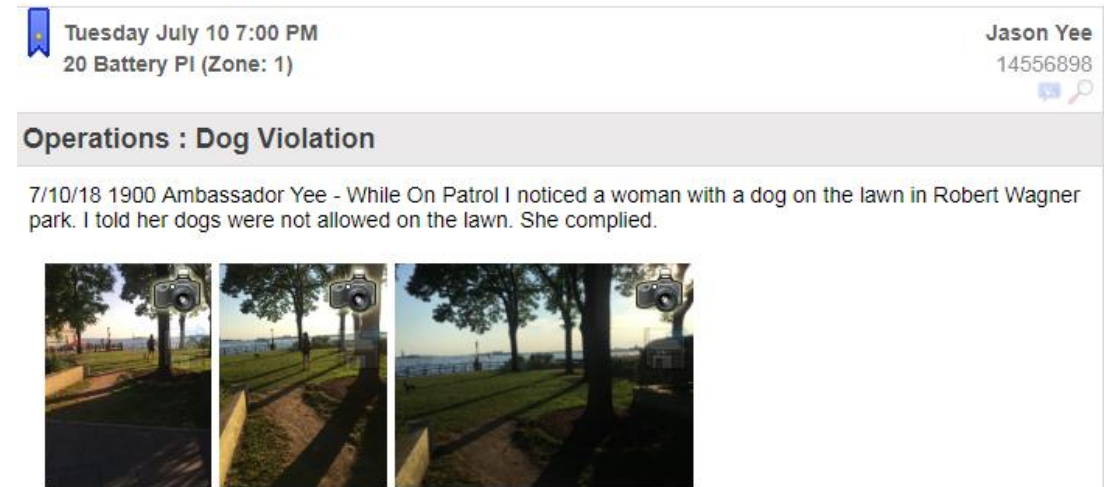 Tuesday July 10 7:00 PM
Jason Yee
20 Battery Pl (Zone: 1)
14556898
Operations : Dog Violation
7/10/18 1900 Ambassador Yee - While On Patrol I noticed a woman with a dog on the lawn in Robert Wagner
park. I told her dogs were not allowed on the lawn. She complied.